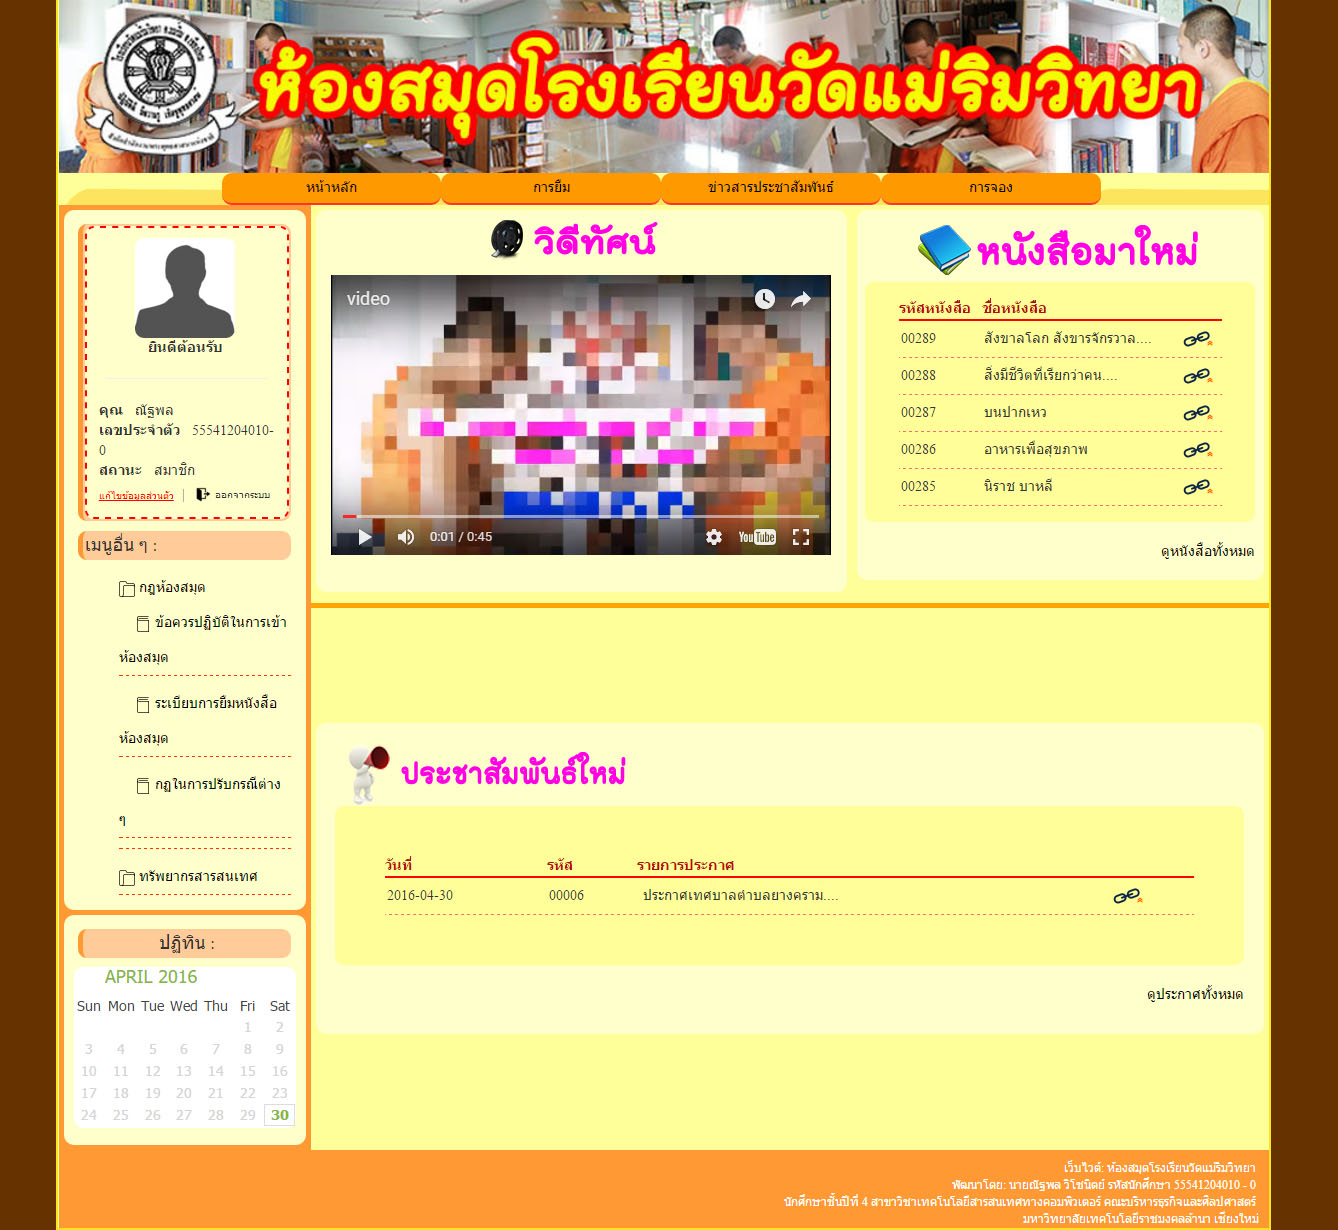 ห้องสมุดโรงเรียนวัดแม่ริมวิทยา
หน้าหลัก การยืม ข่าวสารประชาสัมพันธ์ การจอง
ยินดีต้อนรับ
คุณ ณัฐพล
เลขประจำตัว 55541204010-
0
สถานะ สมาชิก
แก้ไขข้อมูลส่วนตัว | ออกจากระบบ
เมนูอื่น ๆ :
กฎห้องสมุด
ข้อควรปฏิบัติในการเข้า
ห้องสมุด
ระเบียบการยืมหนังสือ
ห้องสมุด
กฎในการปรับกรณีต่าง
ๆ
ทรัพยากรสารสนเทศ
ปฏิทิน :
APRIL 2016
Sun Mon Tue Wed Thu Fri Sat
1 2
3 4 5 6 7 8 9
10 11 12 13 14 15 16
17 18 19 20 21 22 23
24 25 26 27 28 29 30
วิดีทัศน์
video
0:01 / 0:45
YouTube
หนังสือมาใหม่
รหัสหนังสือ ชื่อหนังสือ
00289 สังขาลโลก สังขารจักรวาล....
00288 สิ่งมีชีวิตที่เรียกว่าคน....
00287 บนปากเหว
00286 อาหารเพื่อสุขภาพ
00285 นิราช บาหลี
ดูหนังสือทั้งหมด
ประชาสัมพันธ์ใหม่
วันที่ รหัส รายการประกาศ
2016-04-30 00006 ประกาศเทศบาลตำบลยางคราม....
ดูประกาศทั้งหมด
เว็บไวต์: ห้องสมุดโรงเรียนวัดแม่ริมวิทยา
พัฒนาโดย: นายณัฐพล วิโชนิตย์ รหัสนักศึกษา 55541204010 - 0
นักศึกษาชั้นปีที่ 4 สาขาวิชาเทคโนโลยีสารสนเทศทางคอมพิวเตอร์ คณะบริหารธุรกิจและศิลปศาสตร์
มหาวิทยาลัยเทคโนโลยีราชมงคลล้านา เชียงใหม่